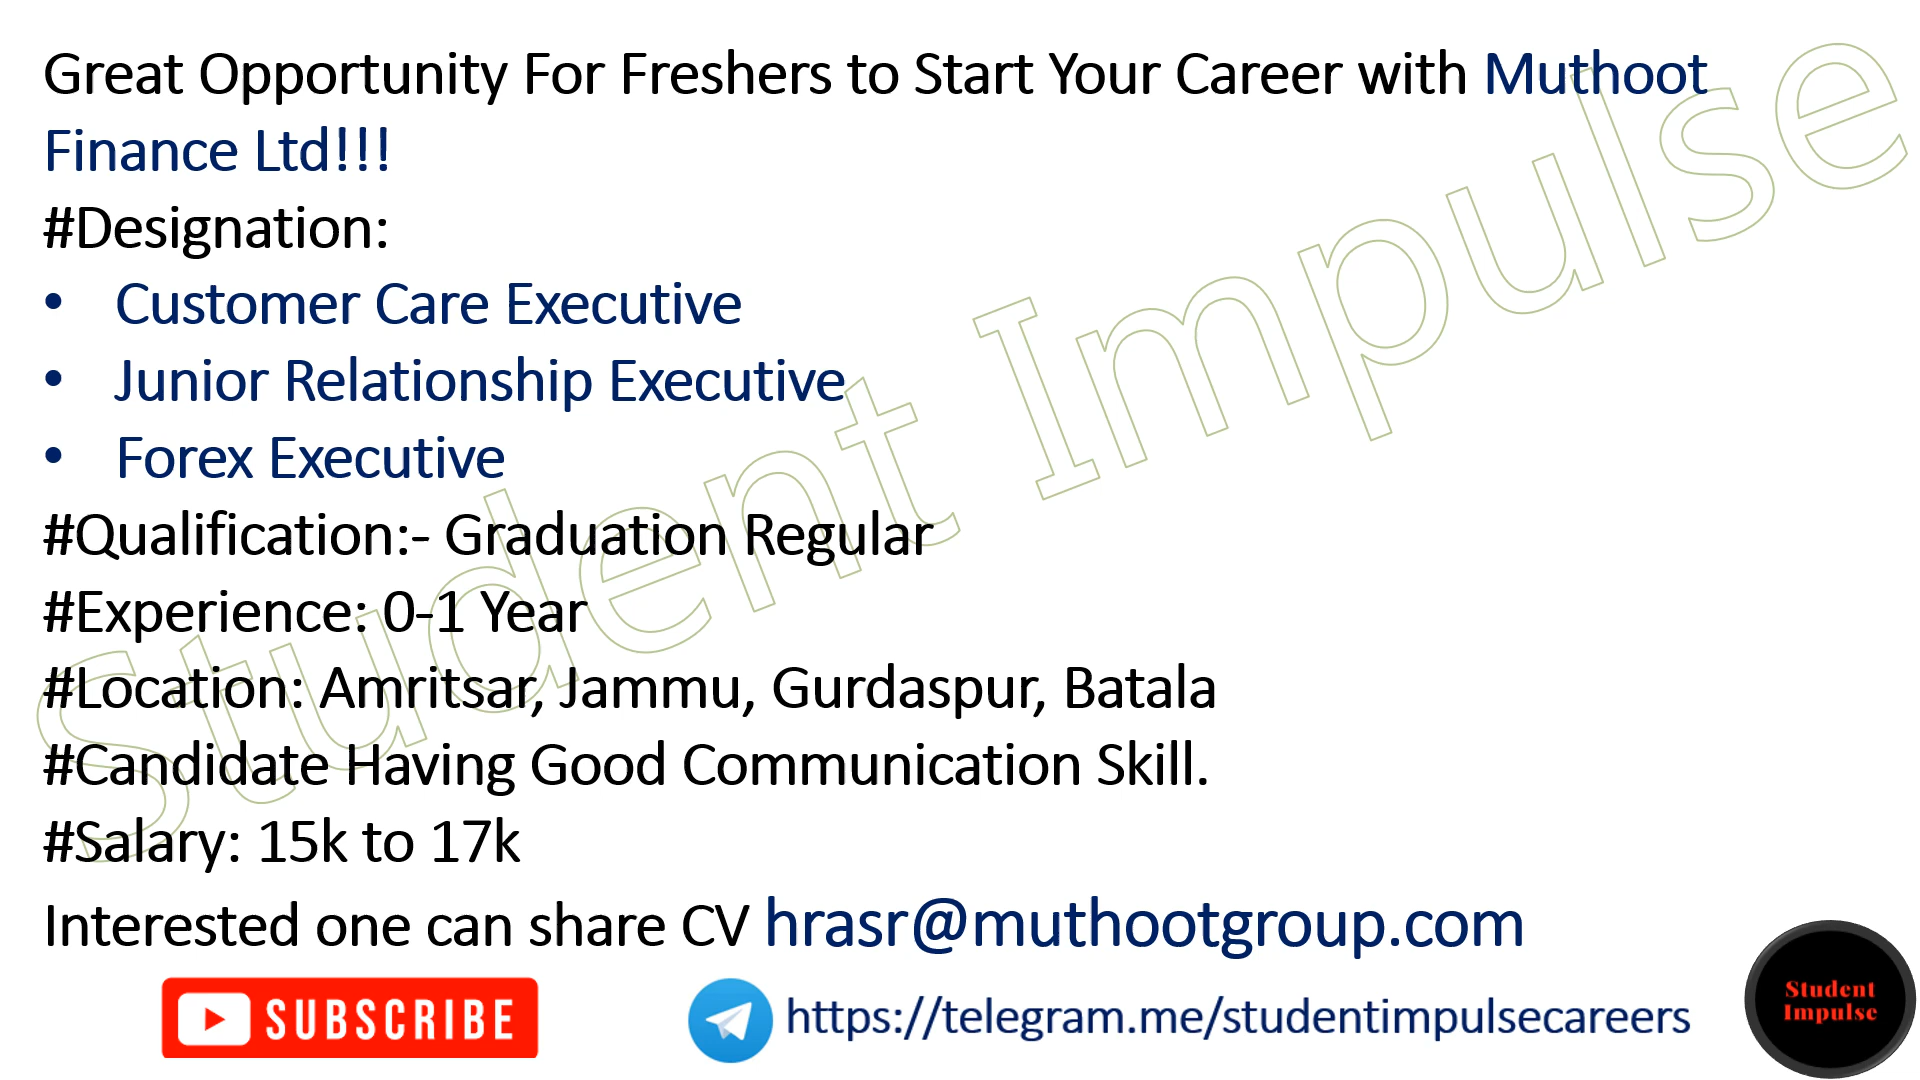 Great Opportunity For Freshers to Start Your Career with Muthoot
Finance Ltd!!!
#Designation:
• Customer Care Executive
• Junior Relationship Executive
• Forex Executive
#Qualification:- Graduation Regular
#Experience: 0-1 Year
#Location: Amritsar, Jammu, Gurdaspur, Batala
#Candidate Having Good Communication Skill.
#Salary: 15k to 17k
Interested one can share CV hrasr@muthootgroup.com
SUBSCRIBE
https://telegram.me/studentimpulsecareers
Student
Impulse
Student Impulse